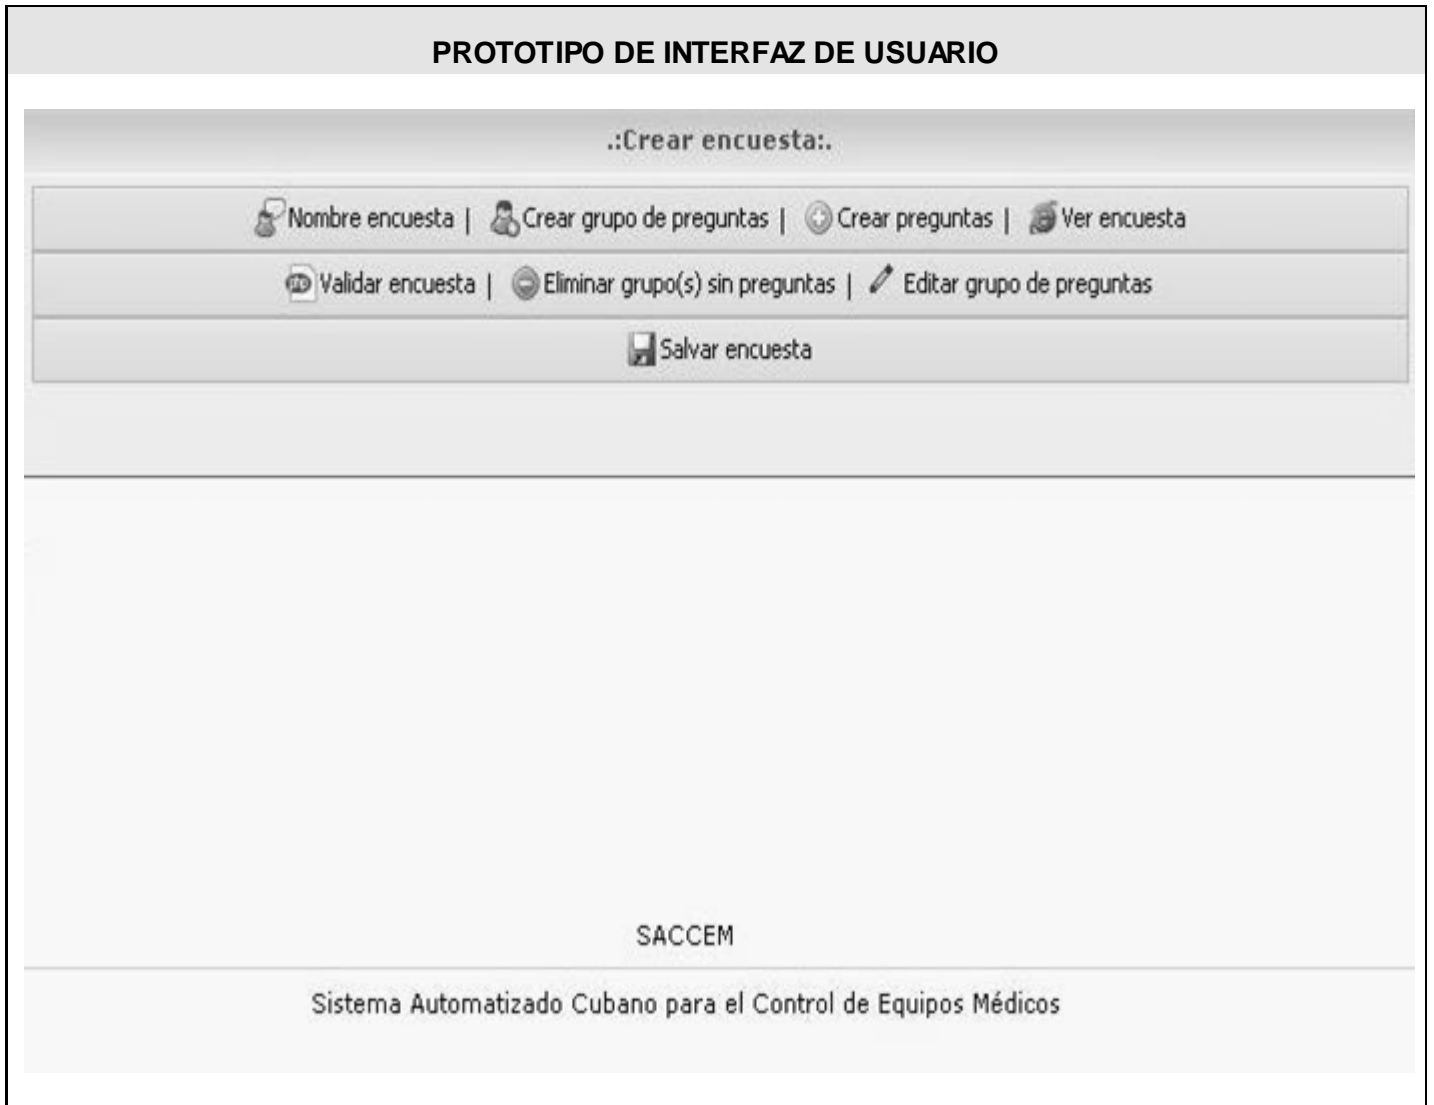 PROTOTIPO DE INTERFAZ DE USUARIO
.:Crear encuesta:.
Nombre encuesta | Crear grupo de preguntas | Crear preguntas | Ver encuesta
Validar encuesta | Eliminar grupo(s) sin preguntas | Editar grupo de preguntas
Salvar encuesta
SACCEM
Sistema Automatizado Cubano para el Control de Equipos Médicos